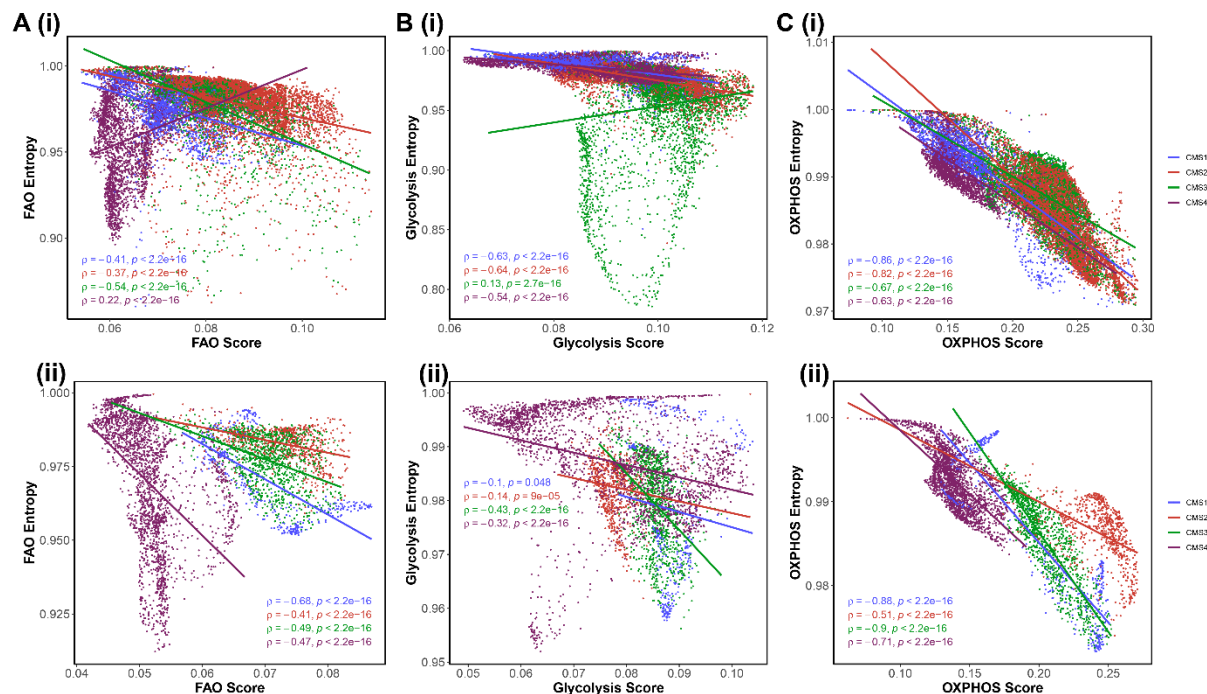 A (i)
1.00
0.95
0.90
FAO Entropy
ρ = −0.41, p < 2.2e−16
ρ = −0.37, p < 2.2e−16
ρ = −0.54, p < 2.2e−16
ρ = 0.22, p < 2.2e−16
0.06 0.08 0.10
FAO Score
B (i)
1.00
0.95
0.90
0.85
0.80
Glycolysis Entropy
ρ = −0.63, p < 2.2e−16
ρ = −0.64, p < 2.2e−16
ρ = 0.13, p = 2.7e−16
ρ = −0.54, p < 2.2e−16
0.06 0.08 0.10 0.12
Glycolysis Score
C (i)
1.01
1.00
0.99
0.98
0.97
OXPHOS Entropy
ρ = −0.86, p < 2.2e−16
ρ = −0.82, p < 2.2e−16
ρ = −0.67, p < 2.2e−16
ρ = −0.63, p < 2.2e−16
0.10 0.15 0.20 0.25 0.30
OXPHOS Score
CMS1
CMS2
CMS3
CMS4
(ii)
1.000
0.975
0.950
0.925
FAO Entropy
ρ = −0.68, p < 2.2e−16
ρ = −0.41, p < 2.2e−16
ρ = −0.49, p < 2.2e−16
ρ = −0.47, p < 2.2e−16
0.04 0.05 0.06 0.07 0.08
FAO Score
(ii)
1.00
0.99
0.98
0.97
0.96
0.95
Glycolysis Entropy
ρ = −0.1, p = 0.048
ρ = −0.14, p = 9e−05
ρ = −0.43, p < 2.2e−16
ρ = −0.32, p < 2.2e−16
0.05 0.06 0.07 0.08 0.09 0.10
Glycolysis Score
(ii)
1.00
0.99
0.98
OXPHOS Entropy
ρ = −0.88, p < 2.2e−16
ρ = −0.51, p < 2.2e−16
ρ = −0.9, p < 2.2e−16
ρ = −0.71, p < 2.2e−16
0.10 0.15 0.20 0.25
OXPHOS Score
CMS1
CMS2
CMS3
CMS4